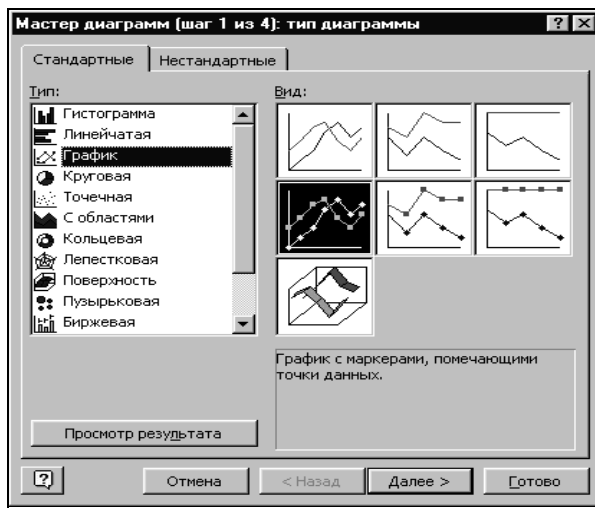 Мастер диаграмм (шаг 1 из 4): тип диаграммы
Стандартные
Нестандартные
Тип:
Гистограмма
Линейчатая
График
Круговая
Точечная
С областями
Кольцевая
Лепестковая
Поверхность
Пузырьковая
Биржевая
Вид:
График с маркерами, помечающими
точки данных.
Просмотр результата
Отмена
< Назад
Далее >
Готово